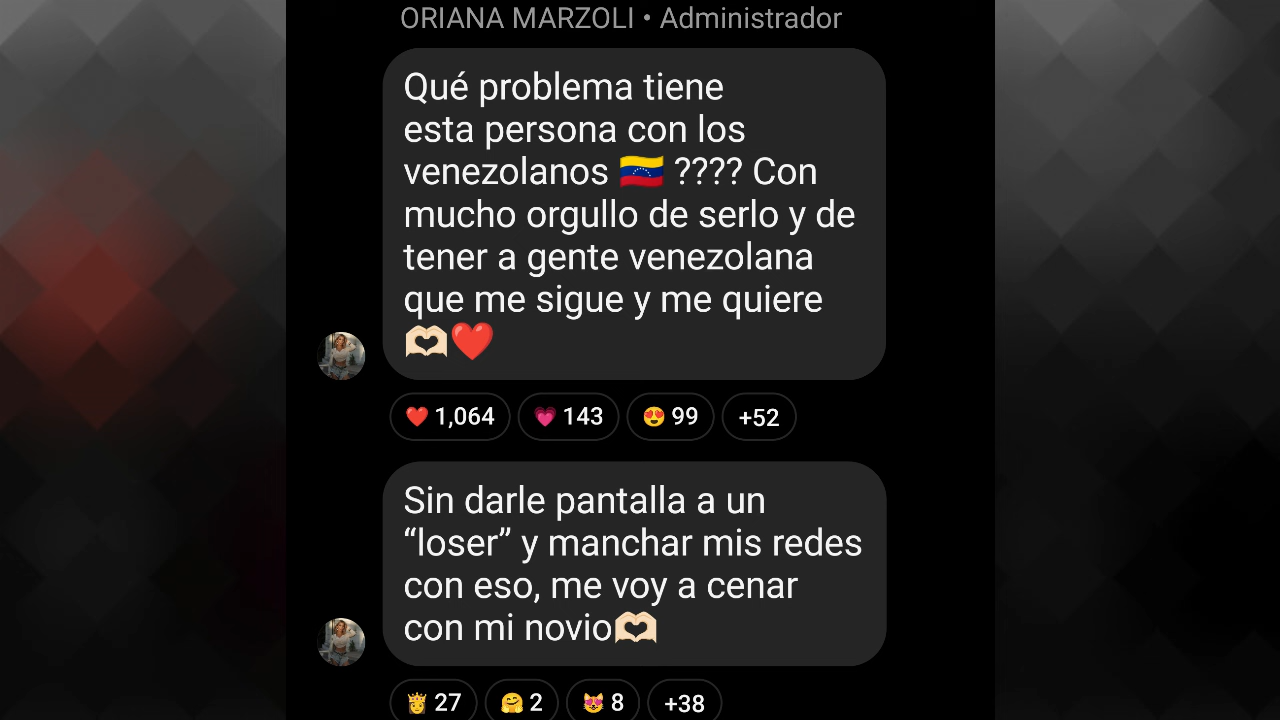 ORIANA MARZOLI • Administrador
Qué problema tiene
esta persona con los
venezolanos 🇻🇪 ???? Con
mucho orgullo de serlo y de
tener a gente venezolana
que me sigue y me quiere
🫶🏻❤️
❤️ 1,064 💗 143 😍 99 +52
Sin darle pantalla a un
“loser” y manchar mis redes
con eso, me voy a cenar
con mi novio🫶🏻
👸 27 🤗 2 😻 8 +38